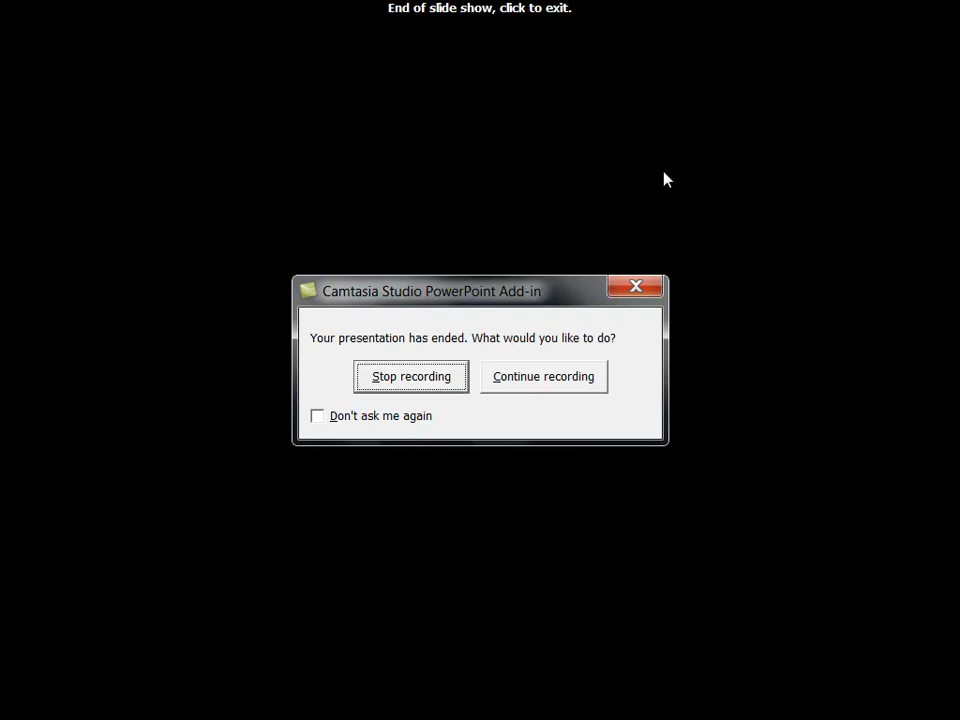 End of slide show, click to exit.
Camtasia Studio PowerPoint Add-in
Your presentation has ended. What would you like to do?
Stop recording
Continue recording
Don't ask me again